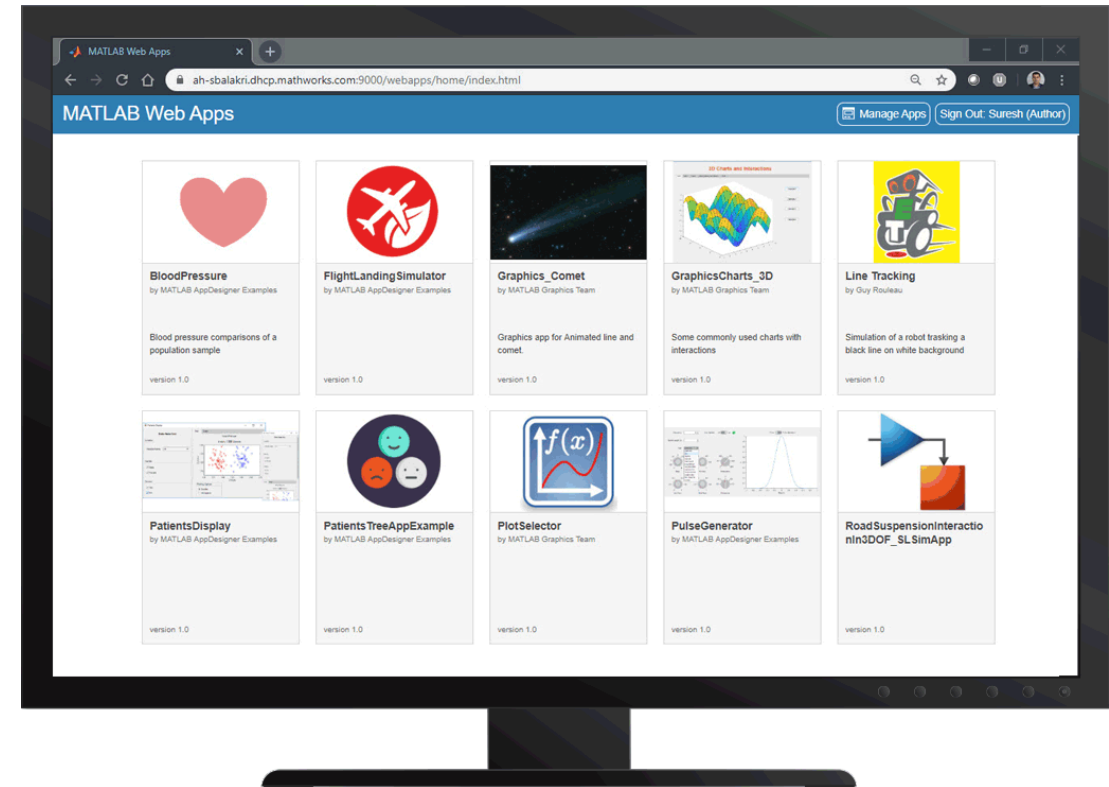 MATLAB Web Apps
ah-sbalakri.dhcp.mathworks.com:9000/webapps/home/index.html
MATLAB Web Apps
Manage Apps
Sign Out: Suresh (Author)
3D Charts and Interactions
BloodPressure
by MATLAB AppDesigner Examples
Blood pressure comparisons of a
population sample
version 1.0
FlightLandingSimulator
by MATLAB AppDesigner Examples
version 1.0
Graphics_Comet
by MATLAB Graphics Team
Graphics app for Animated line and
comet.
version 1.0
GraphicsCharts_3D
by MATLAB Graphics Team
Some commonly used charts with
interactions
version 1.0
Line Tracking
by Guy Rouleau
Simulation of a robot trasking a
black line on white background
version 1.0
PatientsDisplay
by MATLAB AppDesigner Examples
version 1.0
PatientsTreeAppExample
by MATLAB AppDesigner Examples
version 1.0
f(x)
PlotSelector
by MATLAB Graphics Team
version 1.0
PulseGenerator
by MATLAB AppDesigner Examples
version 1.0
RoadSuspensionInteractio
nIn3DOF_SLSimApp
version 1.0